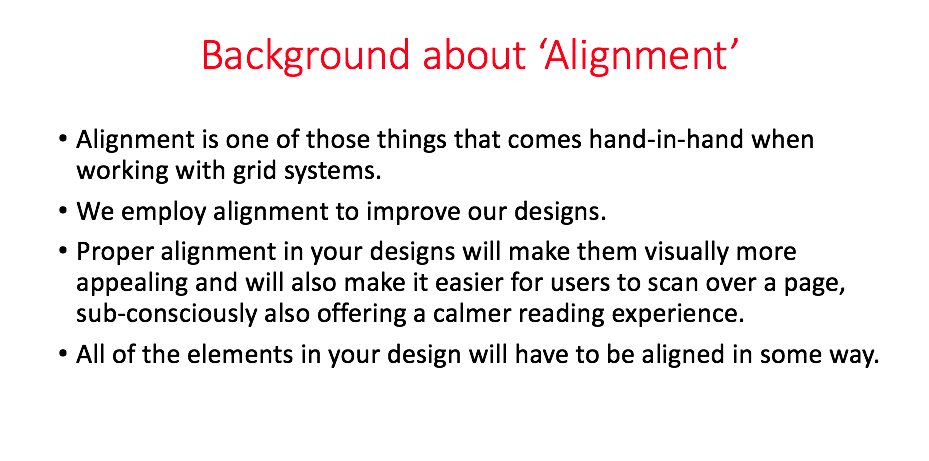 Background about ‘Alignment’
• Alignment is one of those things that comes hand-in-hand when
working with grid systems.
• We employ alignment to improve our designs.
• Proper alignment in your designs will make them visually more
appealing and will also make it easier for users to scan over a page,
sub-consciously also offering a calmer reading experience.
• All of the elements in your design will have to be aligned in some way.